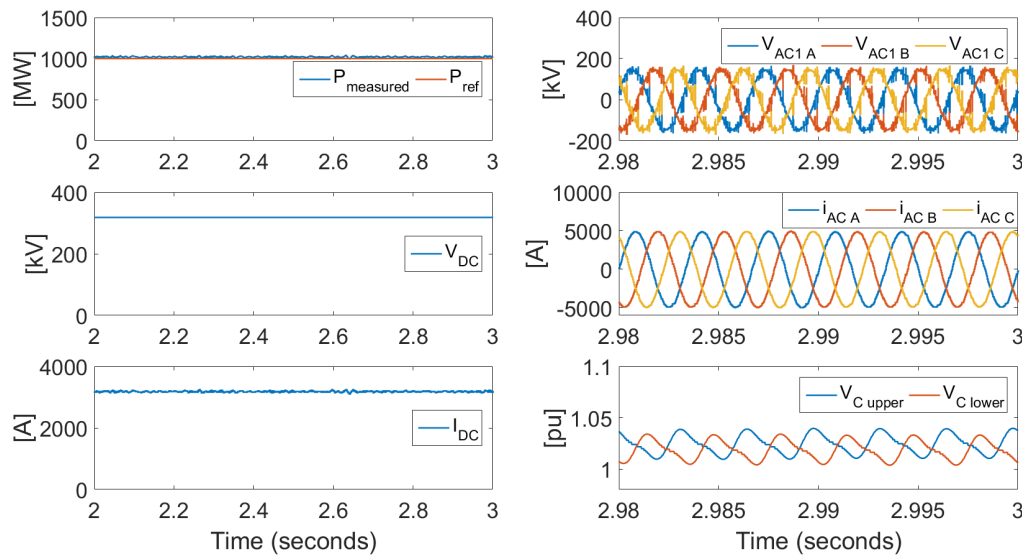 1500
1000
500
0
[MW]
P measured P ref
2 2.2 2.4 2.6 2.8 3
400
200
0
[kV]
V DC
2 2.2 2.4 2.6 2.8 3
4000
2000
0
[A]
I DC
2 2.2 2.4 2.6 2.8 3
Time (seconds)
400
200
0
-200
[kV]
V AC1 A V AC1 B V AC1 C
2.98 2.985 2.99 2.995 3
10000
5000
0
-5000
[A]
i AC A i AC B i AC C
2.98 2.985 2.99 2.995 3
1.1
1.05
1
[pu]
V C upper V C lower
2.98 2.985 2.99 2.995 3
Time (seconds)